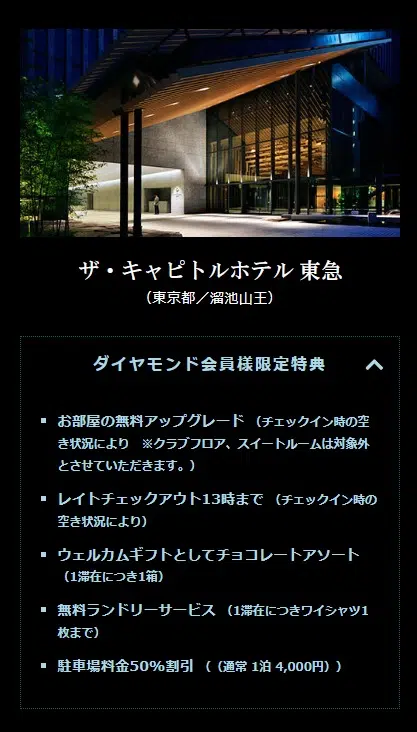 ザ・キャピトルホテル 東急
（東京都／溜池山王）
ダイヤモンド会員様限定特典
お部屋の無料アップグレード （チェックイン時の空
き状況により　※クラブフロア、スイートルームは対象外
とさせていただきます。）
レイトチェックアウト13時まで （チェックイン時の
空き状況により）
ウェルカムギフトとしてチョコレートアソート
（1滞在につき1箱）
無料ランドリーサービス （1滞在につきワイシャツ1
枚まで）
駐車場料金50%割引 （（通常 1泊 4,000円））